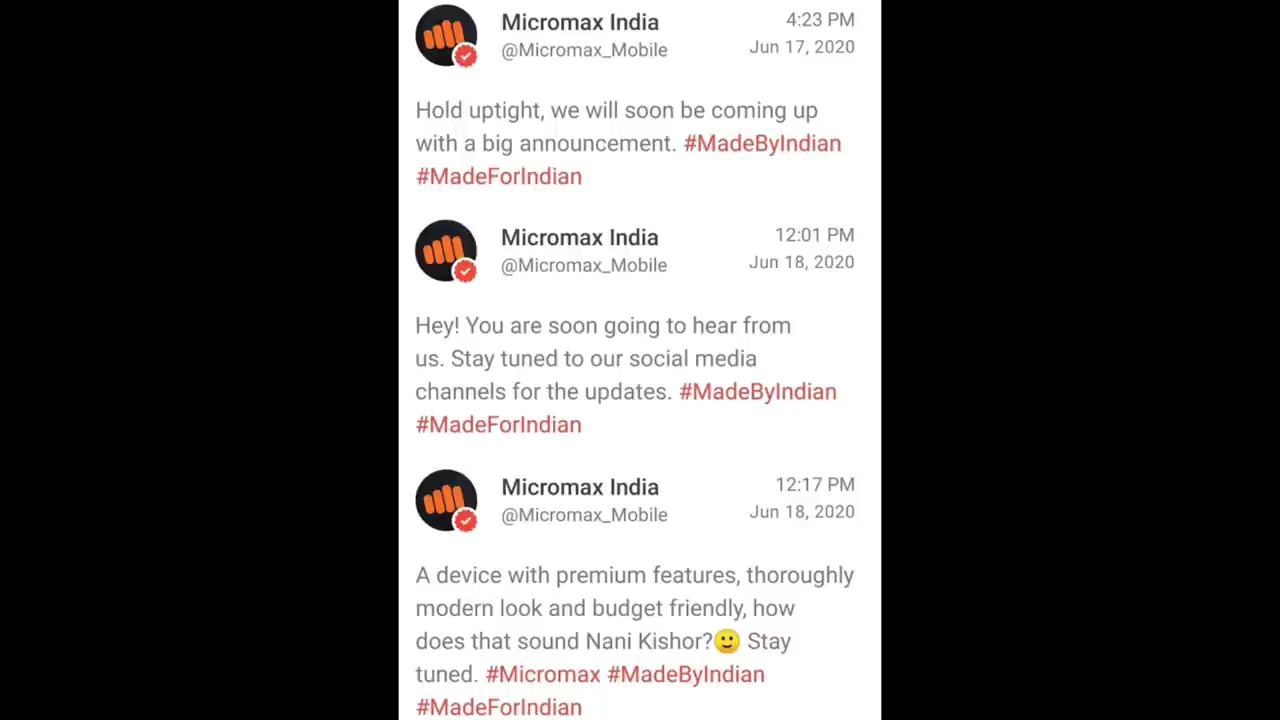 Micromax India 4:23 PM
@Micromax_Mobile Jun 17, 2020
Hold uptight, we will soon be coming up
with a big announcement. #MadeByIndian
#MadeForIndian
Micromax India 12:01 PM
@Micromax_Mobile Jun 18, 2020
Hey! You are soon going to hear from
us. Stay tuned to our social media
channels for the updates. #MadeByIndian
#MadeForIndian
Micromax India 12:17 PM
@Micromax_Mobile Jun 18, 2020
A device with premium features, thoroughly
modern look and budget friendly, how
does that sound Nani Kishor?🙂 Stay
tuned. #Micromax #MadeByIndian
#MadeForIndian